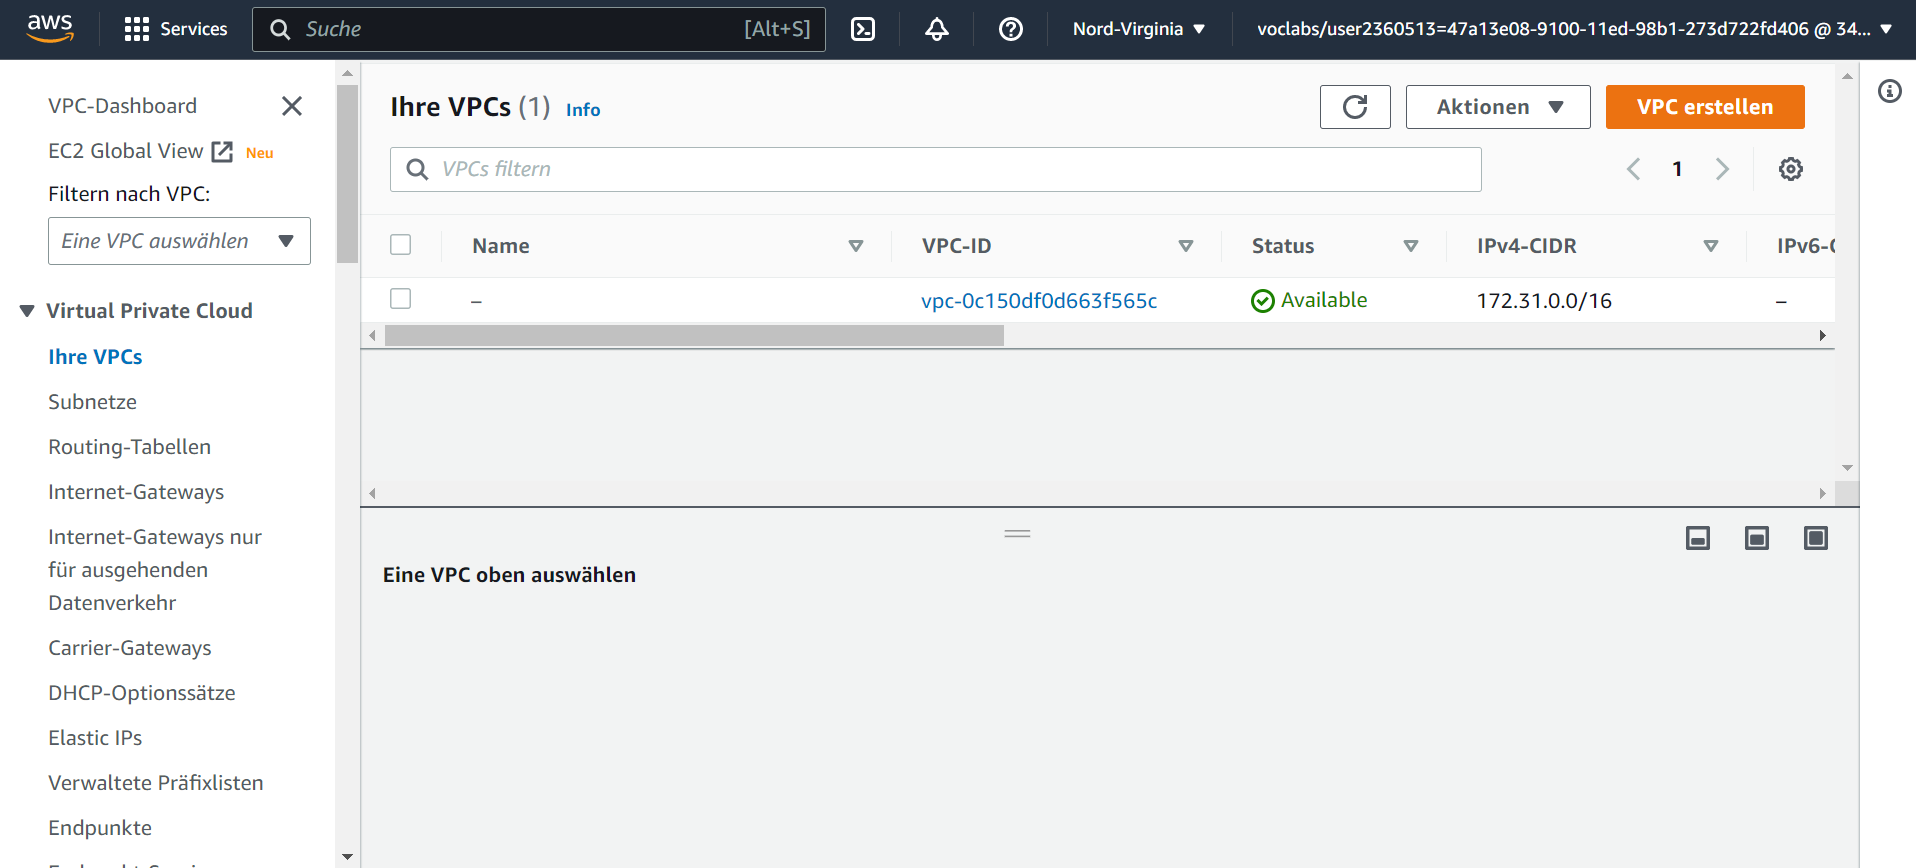 aws
Services
Suche
[Alt+S]
Nord-Virginia
voclabs/user2360513=47a13e08-9100-11ed-98b1-273d722fd406 @ 34...
VPC-Dashboard
EC2 Global View Neu
Filtern nach VPC:
Eine VPC auswählen
Virtual Private Cloud
Ihre VPCs
Subnetze
Routing-Tabellen
Internet-Gateways
Internet-Gateways nur
für ausgehenden
Datenverkehr
Carrier-Gateways
DHCP-Optionssätze
Elastic IPs
Verwaltete Präfixlisten
Endpunkte
Ihre VPCs (1) Info
Aktionen
VPC erstellen
VPCs filtern
1
Name VPC-ID Status IPv4-CIDR IPv6-C
– vpc-0c150df0d663f565c Available 172.31.0.0/16 –
Eine VPC oben auswählen